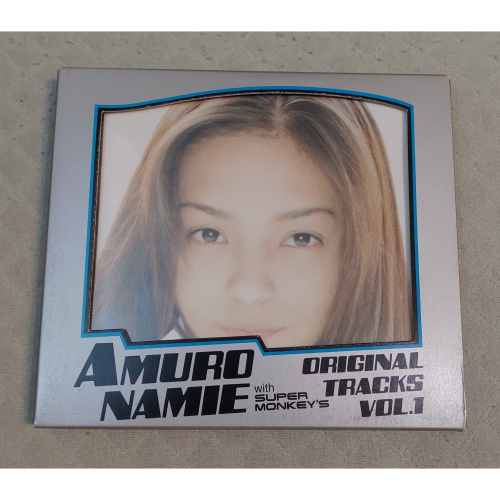 AMURO
NAMIE
with
SUPER
MONKEY'S
ORIGINAL
TRACKS
VOL.1